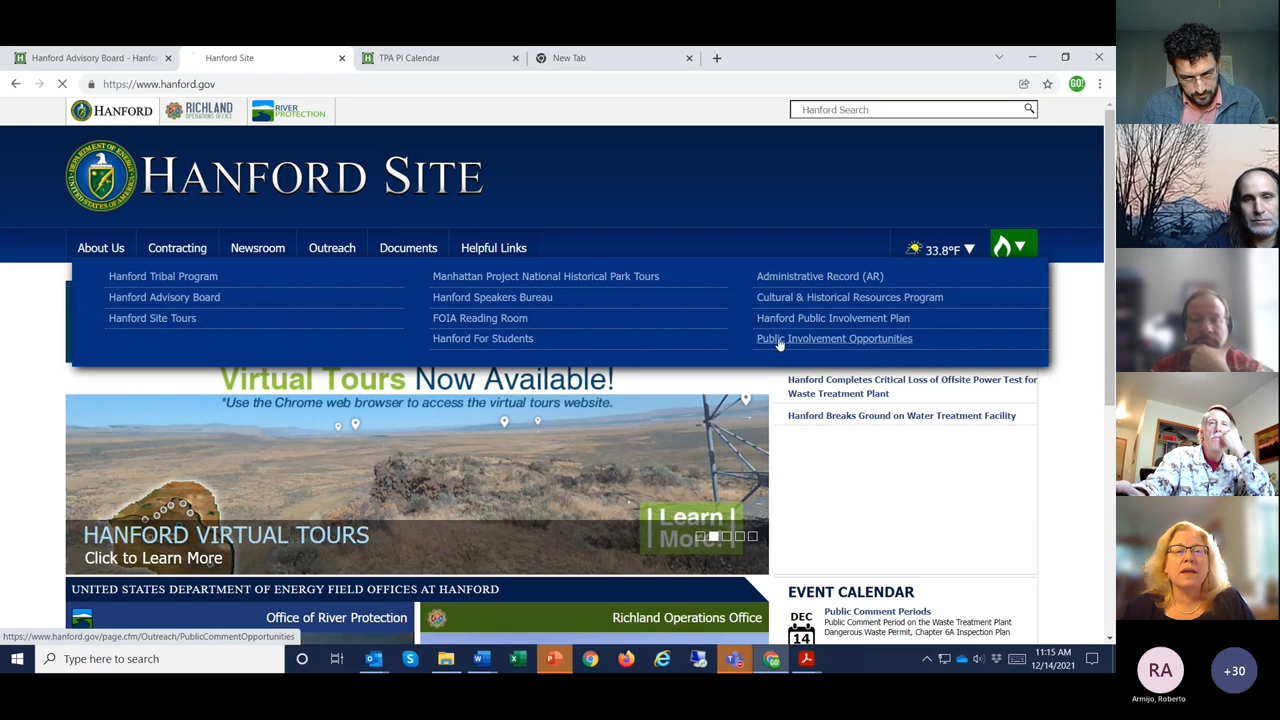 Hanford Advisory Board - Hanfo
Hanford Site
TPA PI Calendar
New Tab
https://www.hanford.gov
GO!
HANFORD
RICHLAND
OPERATIONS OFFICE
RIVER
PROTECTION
Hanford Search
HANFORD SITE
About Us
Contracting
Newsroom
Outreach
Documents
Helpful Links
33.8°F
Hanford Tribal Program
Manhattan Project National Historical Park Tours
Administrative Record (AR)
Hanford Advisory Board
Hanford Speakers Bureau
Cultural & Historical Resources Program
Hanford Site Tours
FOIA Reading Room
Hanford Public Involvement Plan
Hanford For Students
Public Involvement Opportunities
Virtual Tours Now Available!
*Use the Chrome web browser to access the virtual tours website.
Hanford Completes Critical Loss of Offsite Power Test for
Waste Treatment Plant
Hanford Breaks Ground on Water Treatment Facility
Learn
More!
HANFORD VIRTUAL TOURS
Click to Learn More
UNITED STATES DEPARTMENT OF ENERGY FIELD OFFICES AT HANFORD
Office of River Protection
Richland Operations Office
EVENT CALENDAR
DEC
14
Public Comment Periods
Public Comment Period on the Waste Treatment Plant
Dangerous Waste Permit, Chapter 6A Inspection Plan
https://www.hanford.gov/page.cfm/Outreach/PublicCommentOpportunities
Type here to search
11:15 AM
12/14/2021
RA
Armijo, Roberto
+30